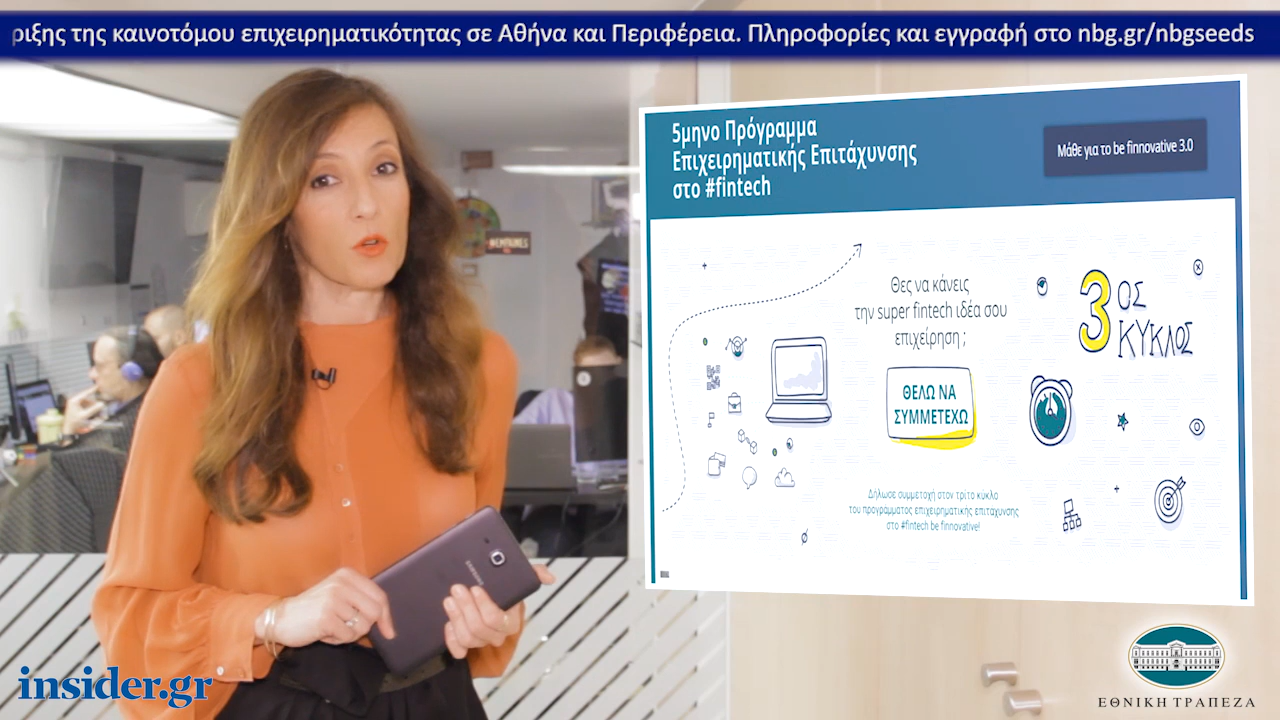 ριξης της καινοτόμου επιχειρηματικότητας σε Αθήνα και Περιφέρεια. Πληροφορίες και εγγραφή στο nbg.gr/nbgseeds
5μηνο Πρόγραμμα
Επιχειρηματικής Επιτάχυνσης
στο #fintech
Μάθε για το be finnovative 3.0
Θες να κάνεις
την super fintech ιδέα σου
επιχείρηση ;
3ΟΣ
ΚΥΚΛΟΣ
ΘΕΛΩ ΝΑ
ΣΥΜΜΕΤΕΧΩ
Δήλωσε συμμετοχή στον τρίτο κύκλο
του προγράμματος επιχειρηματικής επιτάχυνσης
στο #fintech be finnovative!
SAMSUNG
insider.gr
ΕΘΝΙΚΗ ΤΡΑΠΕΖΑ